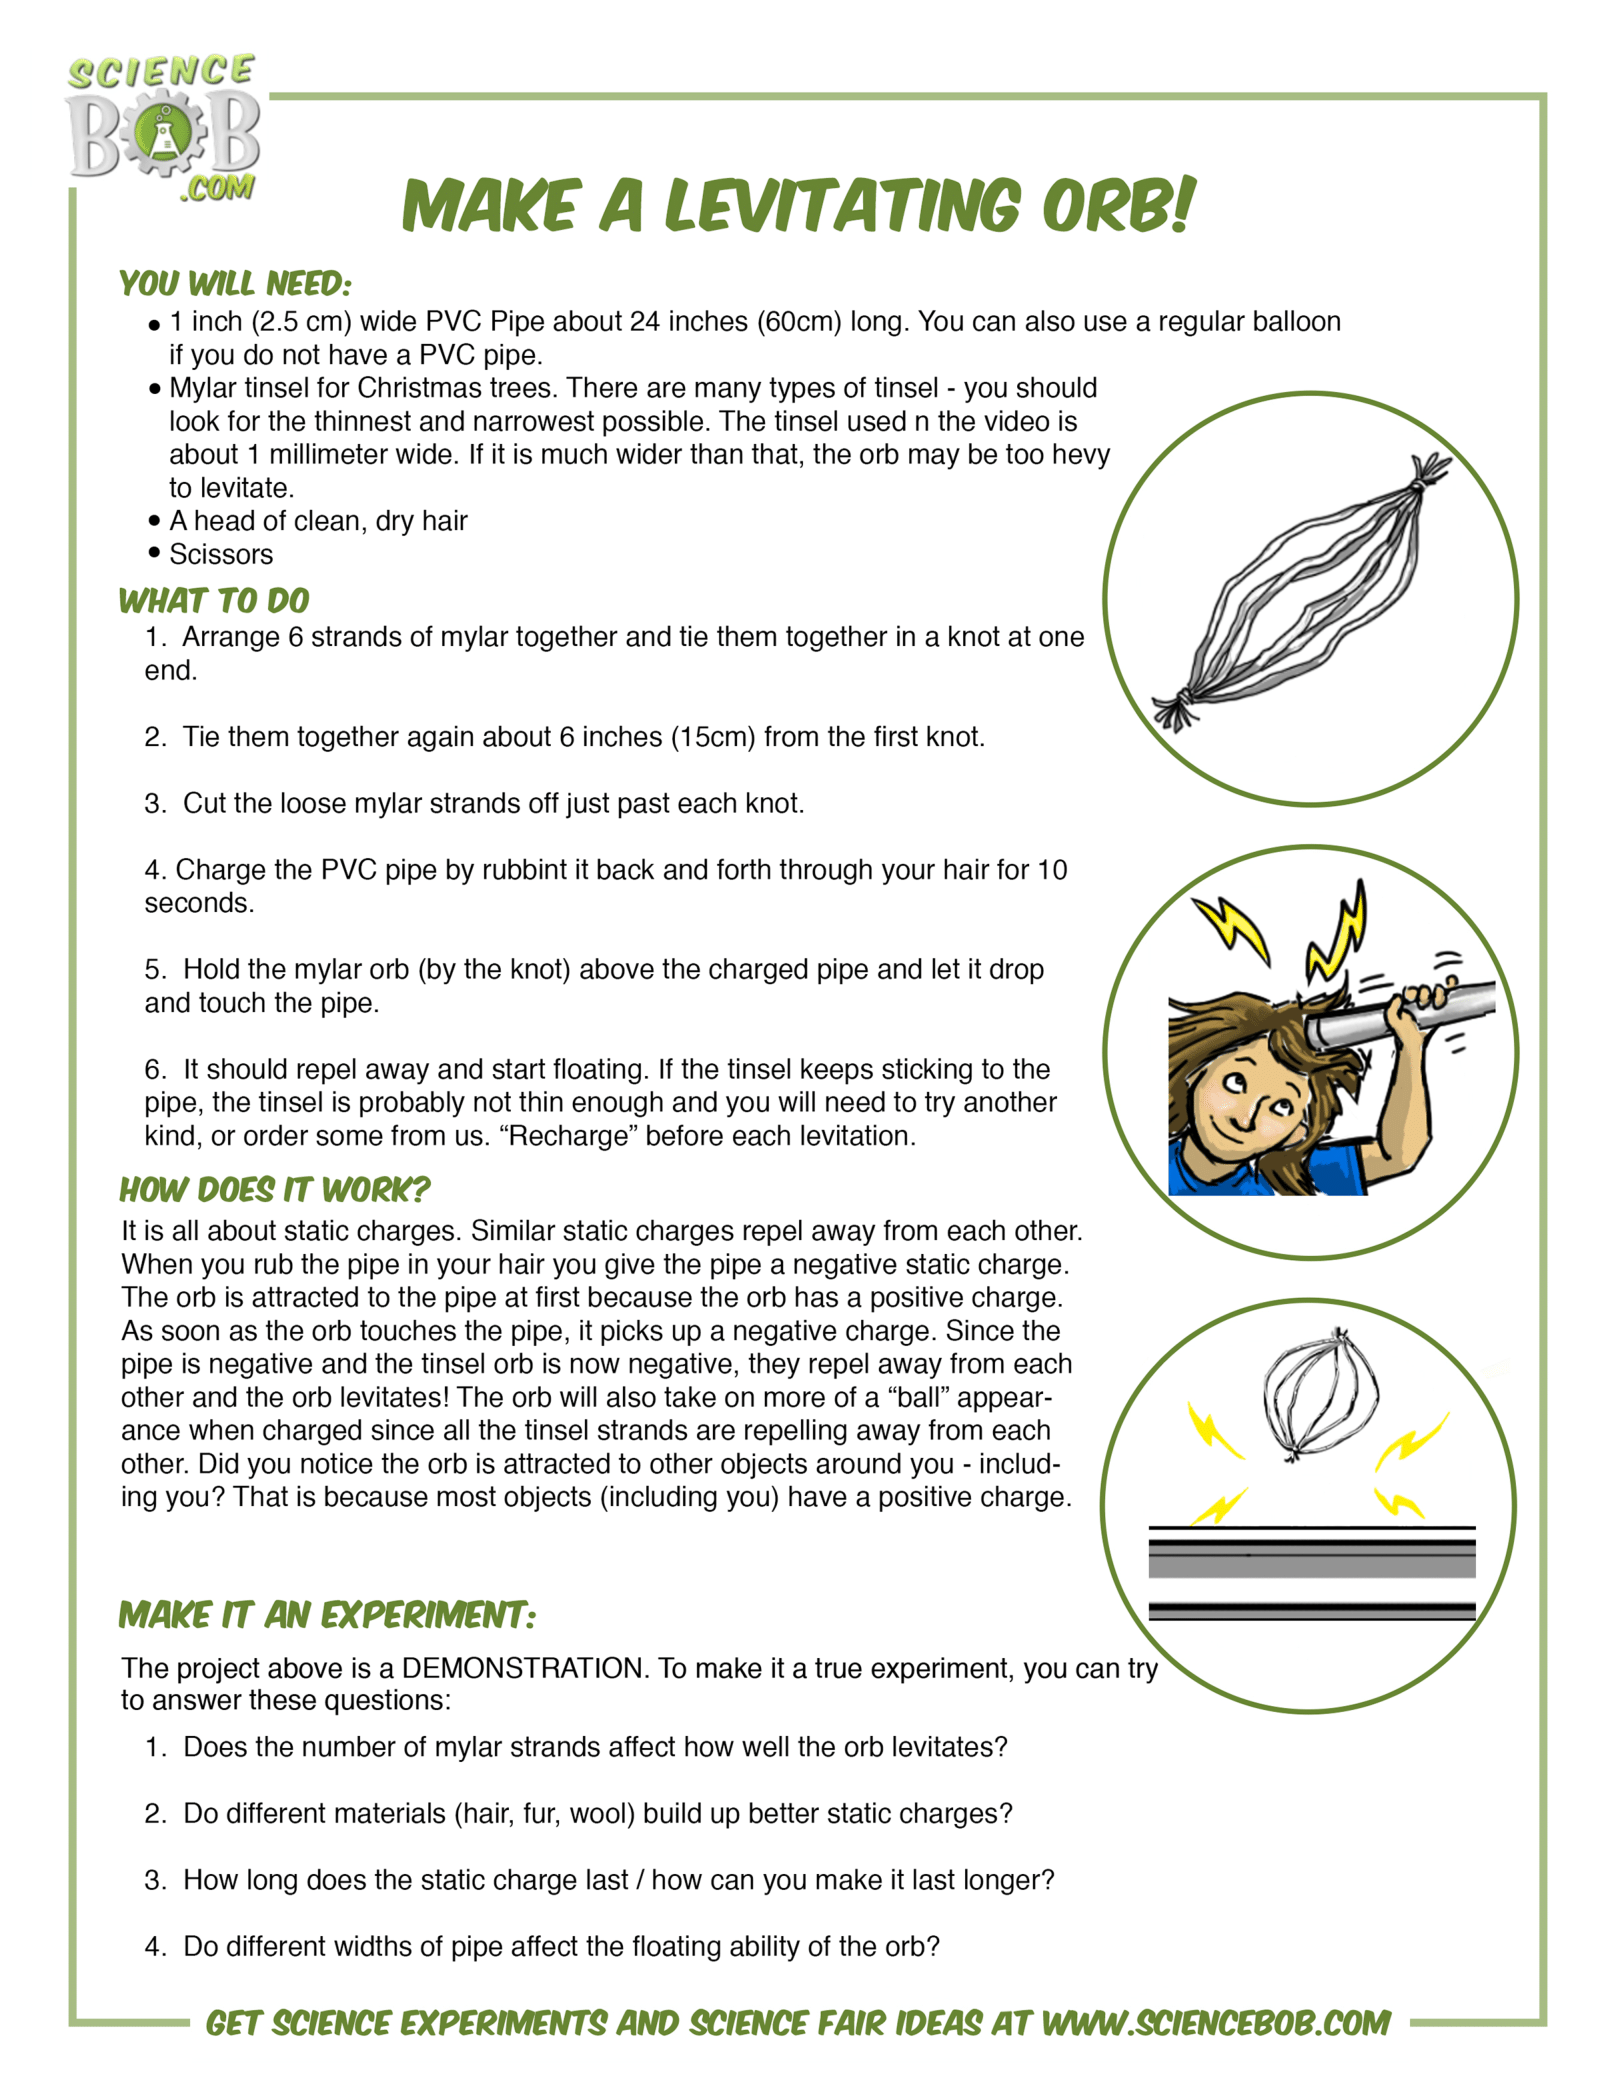 SCIENCE
BOB
.COM
MAKE A LEVITATING ORB!
YOU WILL NEED:
• 1 inch (2.5 cm) wide PVC Pipe about 24 inches (60cm) long. You can also use a regular balloon
if you do not have a PVC pipe.
• Mylar tinsel for Christmas trees. There are many types of tinsel - you should
look for the thinnest and narrowest possible. The tinsel used n the video is
about 1 millimeter wide. If it is much wider than that, the orb may be too hevy
to levitate.
• A head of clean, dry hair
• Scissors
WHAT TO DO
1. Arrange 6 strands of mylar together and tie them together in a knot at one
end.
2. Tie them together again about 6 inches (15cm) from the first knot.
3. Cut the loose mylar strands off just past each knot.
4. Charge the PVC pipe by rubbint it back and forth through your hair for 10
seconds.
5. Hold the mylar orb (by the knot) above the charged pipe and let it drop
and touch the pipe.
6. It should repel away and start floating. If the tinsel keeps sticking to the
pipe, the tinsel is probably not thin enough and you will need to try another
kind, or order some from us. “Recharge” before each levitation.
HOW DOES IT WORK?
It is all about static charges. Similar static charges repel away from each other.
When you rub the pipe in your hair you give the pipe a negative static charge.
The orb is attracted to the pipe at first because the orb has a positive charge.
As soon as the orb touches the pipe, it picks up a negative charge. Since the
pipe is negative and the tinsel orb is now negative, they repel away from each
other and the orb levitates! The orb will also take on more of a “ball” appear-
ance when charged since all the tinsel strands are repelling away from each
other. Did you notice the orb is attracted to other objects around you - includ-
ing you? That is because most objects (including you) have a positive charge.
MAKE IT AN EXPERIMENT:
The project above is a DEMONSTRATION. To make it a true experiment, you can try
to answer these questions:
1. Does the number of mylar strands affect how well the orb levitates?
2. Do different materials (hair, fur, wool) build up better static charges?
3. How long does the static charge last / how can you make it last longer?
4. Do different widths of pipe affect the floating ability of the orb?
GET SCIENCE EXPERIMENTS AND SCIENCE FAIR IDEAS AT WWW.SCIENCEBOB.COM